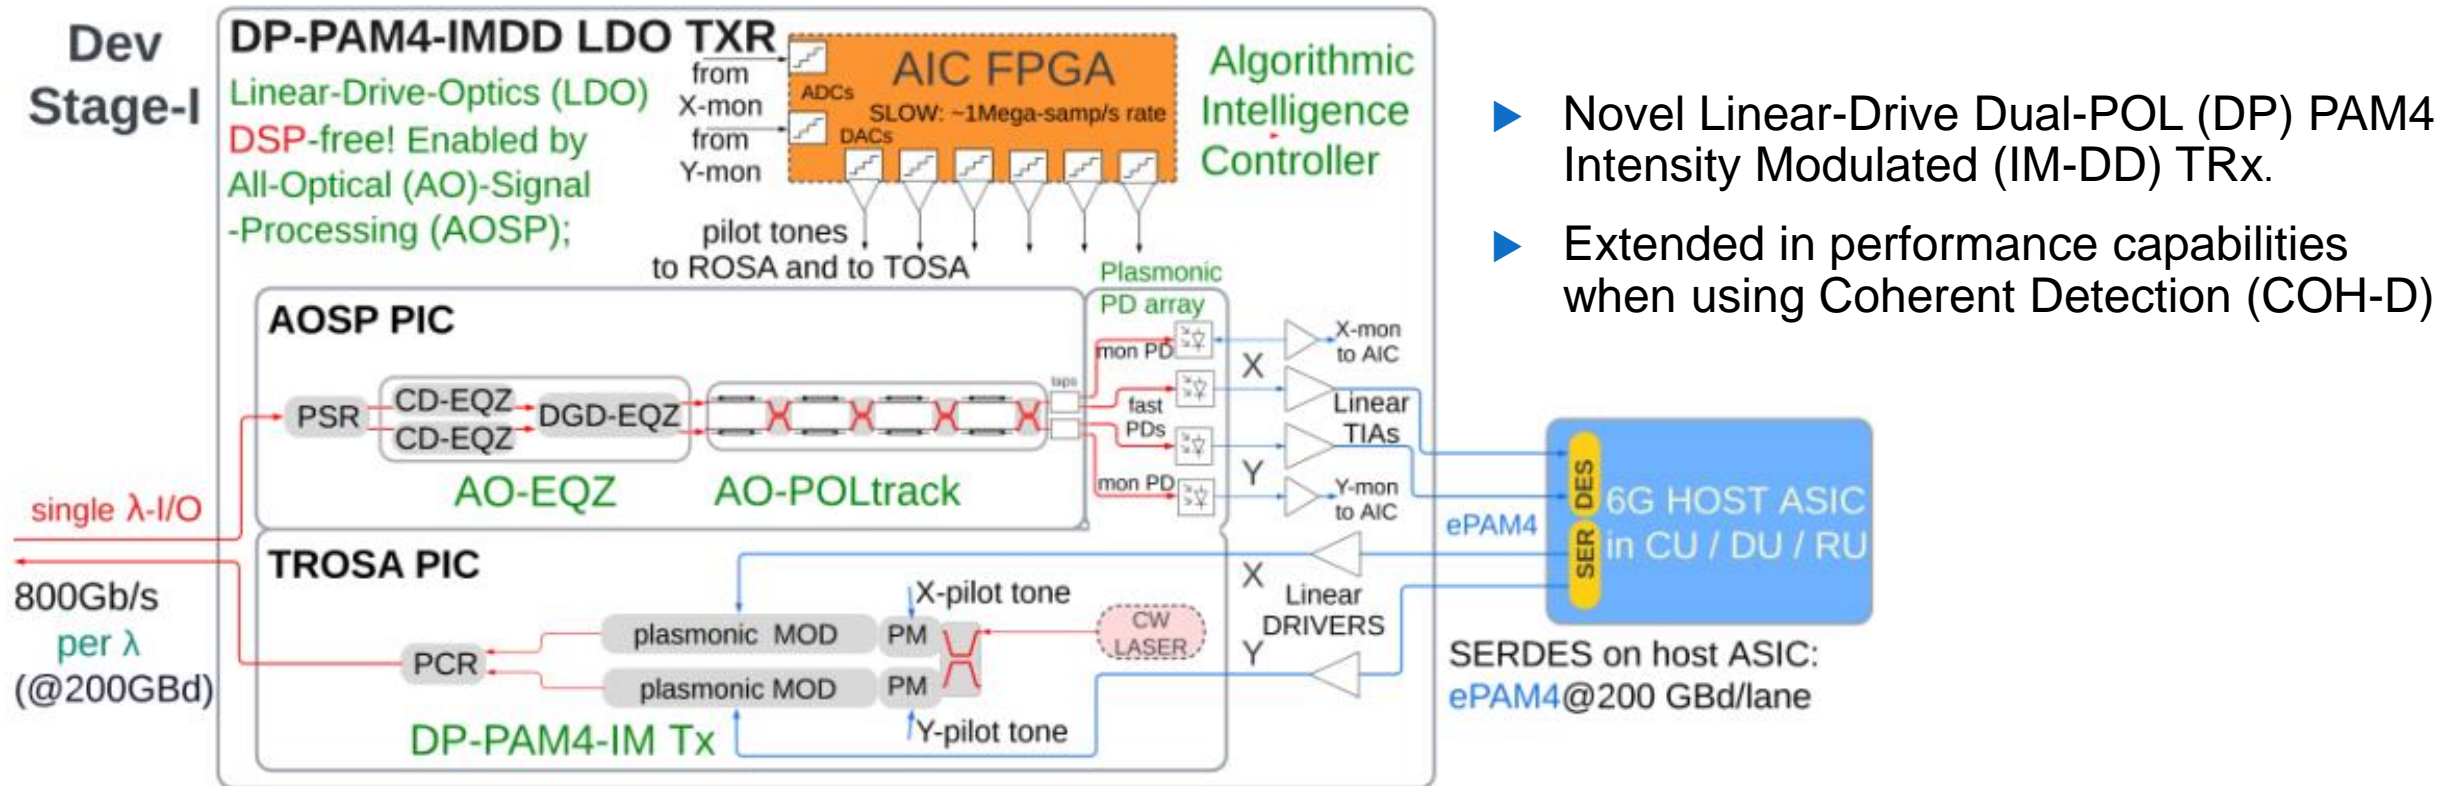 Dev
Stage-I
DP-PAM4-IMDD LDO TXR
Linear-Drive-Optics (LDO)
DSP-free! Enabled by
All-Optical (AO)-Signal
-Processing (AOSP);
from
X-mon
from
Y-mon
ADCs
AIC FPGA
SLOW: ~1Mega-samp/s rate
DACs
Algorithmic
Intelligence
Controller
pilot tones
to ROSA and to TOSA
Plasmonic
PD array
AOSP PIC
PSR
CD-EQZ
CD-EQZ
DGD-EQZ
AO-EQZ
AO-POLtrack
taps
mon PD
fast
PDs
mon PD
X
Y
X-mon
to AIC
Linear
TIAs
Y-mon
to AIC
single λ-I/O
800Gb/s
per λ
(@200GBd)
TROSA PIC
X-pilot tone
plasmonic MOD
PM
PCR
plasmonic MOD
PM
Y-pilot tone
DP-PAM4-IM Tx
CW
LASER
X
Linear
DRIVERS
Y
ePAM4
DES
SER
6G HOST ASIC
in CU / DU / RU
SERDES on host ASIC:
ePAM4@200 GBd/lane
Novel Linear-Drive Dual-POL (DP) PAM4
Intensity Modulated (IM-DD) TRx.
Extended in performance capabilities
when using Coherent Detection (COH-D)